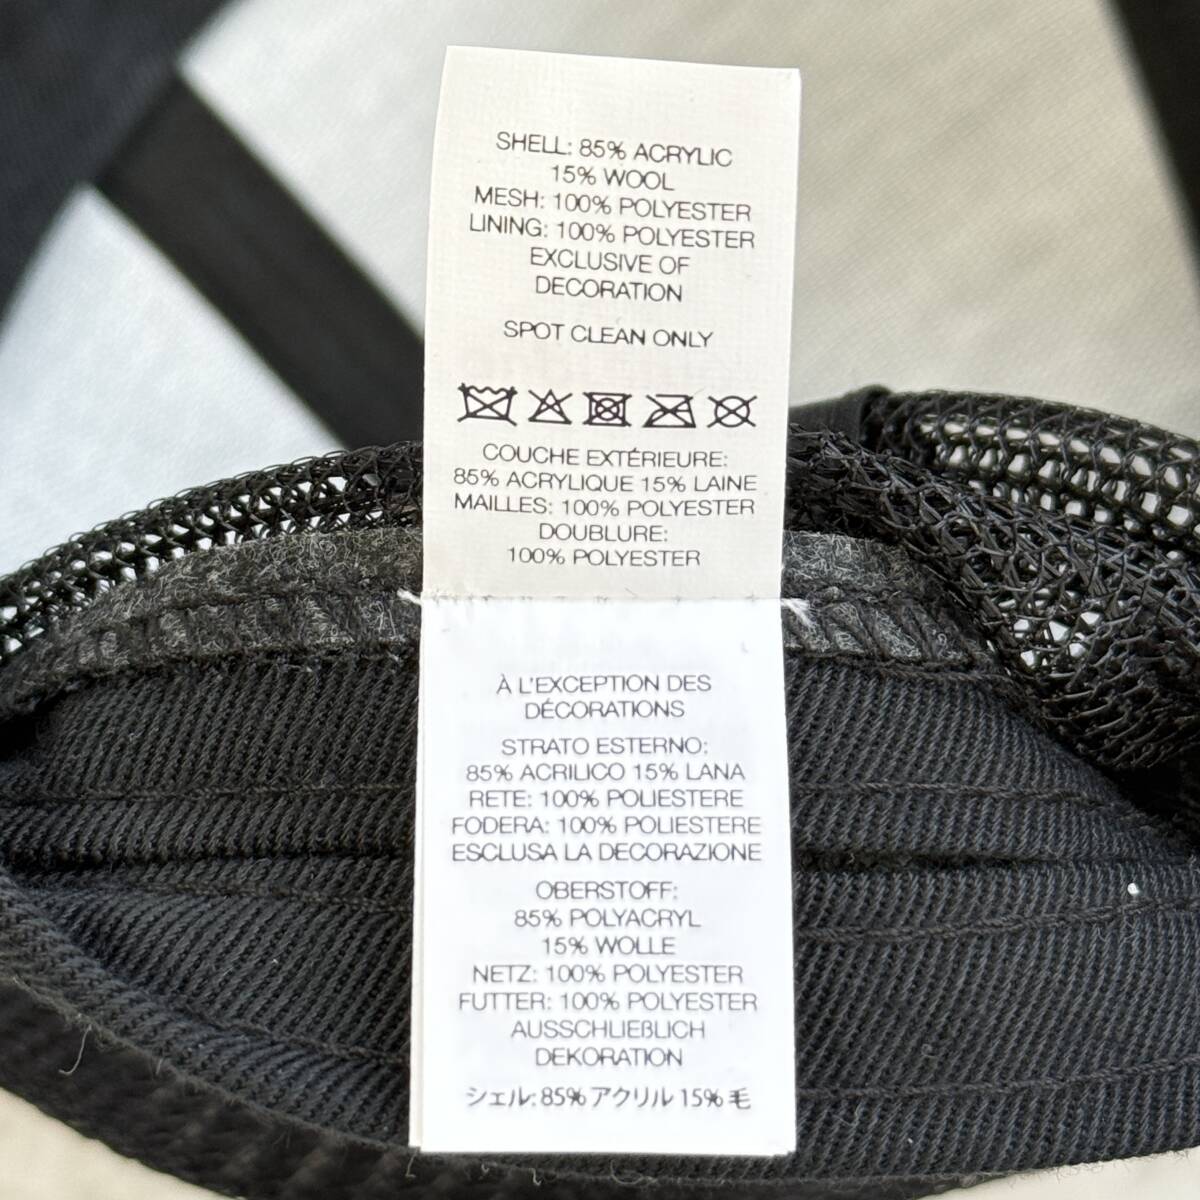 SHELL: 85% ACRYLIC
15% WOOL
MESH: 100% POLYESTER
LINING: 100% POLYESTER
EXCLUSIVE OF
DECORATION
SPOT CLEAN ONLY
COUCHE EXTÉRIEURE:
85% ACRYLIQUE 15% LAINE
MAILLES: 100% POLYESTER
DOUBLURE:
100% POLYESTER
À L'EXCEPTION DES
DÉCORATIONS
STRATO ESTERNO:
85% ACRILICO 15% LANA
RETE: 100% POLIESTERE
FODERA: 100% POLIESTERE
ESCLUSA LA DECORAZIONE
OBERSTOFF:
85% POLYACRYL
15% WOLLE
NETZ: 100% POLYESTER
FUTTER: 100% POLYESTER
AUSSCHLIEßLICH
DEKORATION
シェル: 85% アクリル 15% 毛